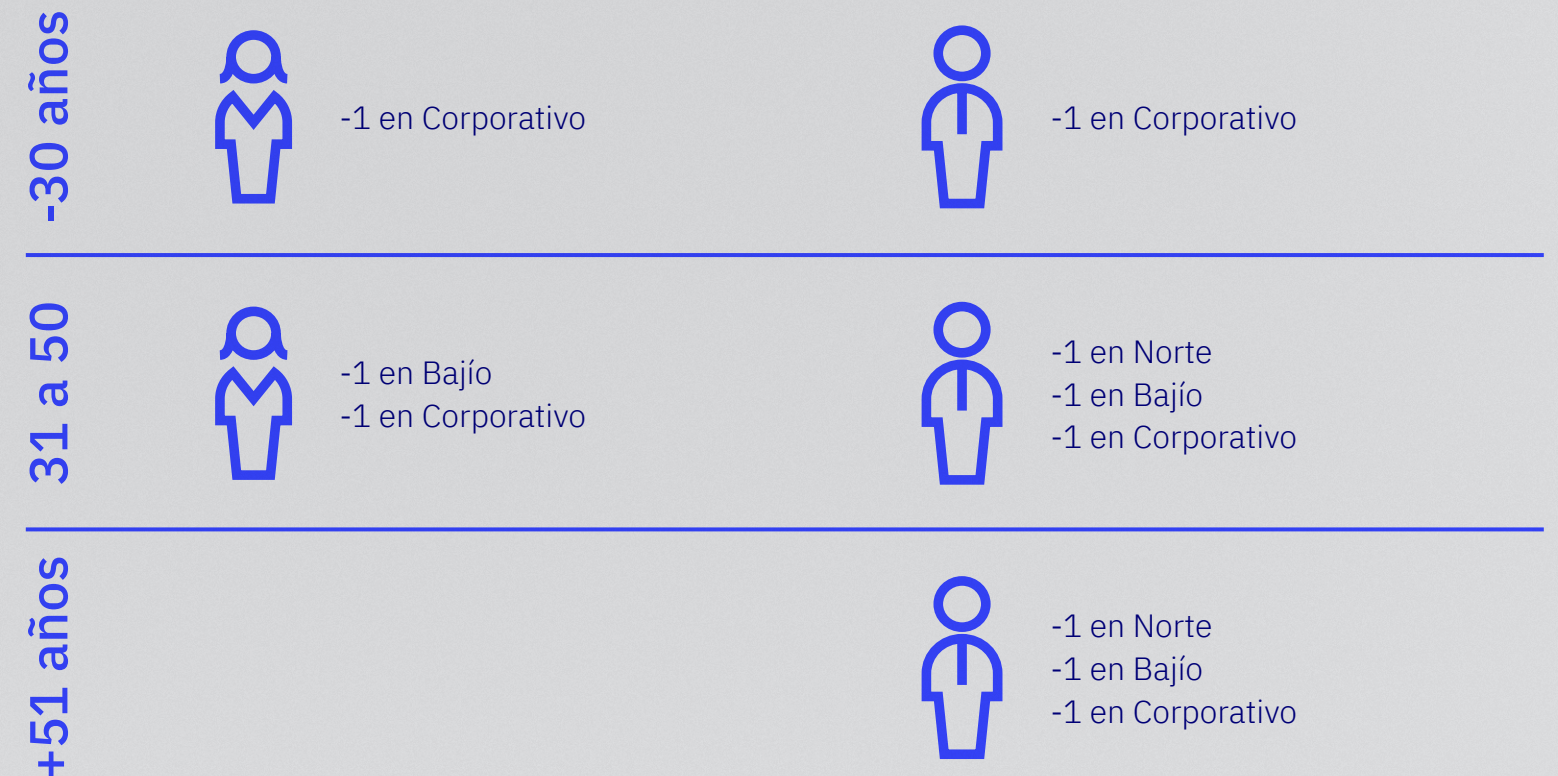 -30 años
-1 en Corporativo
-1 en Corporativo
31 a 50
-1 en Bajío
-1 en Corporativo
-1 en Norte
-1 en Bajío
-1 en Corporativo
+51 años
-1 en Norte
-1 en Bajío
-1 en Corporativo